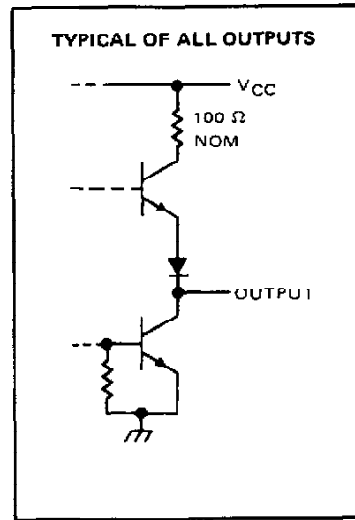 TYPICAL OF ALL OUTPUTS
VCC
100 Ω
NOM
OUTPUT